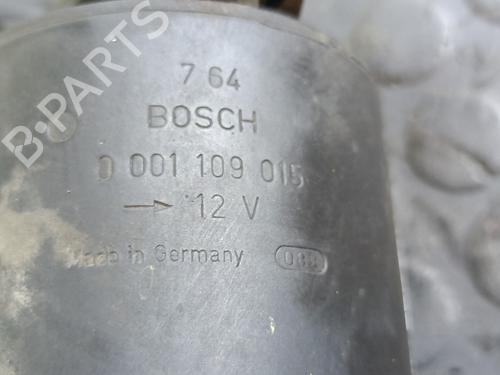 7 64
BOSCH
0 001 109 015
→ 12 V
Made in Germany
B-PARTS